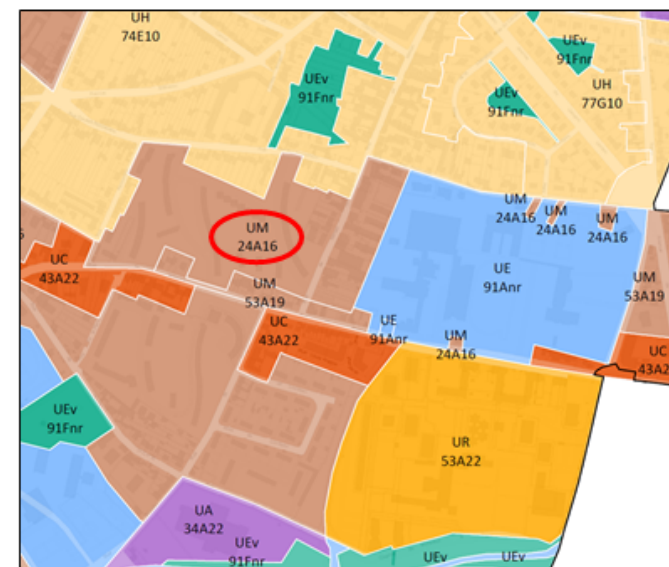 UH
74E10
UEv
91Fnr
UEv
91Fnr
UEv
91Fnr
UH
77G10
UM
24A16
UM
24A16
UM
24A16
UM
24A16
UC
43A22
UM
53A19
UE
91Anr
UM
53A19
UC
43A22
UE
91Anr
UM
24A16
UC
43A2
UEv
91Fnr
UR
53A22
UA
34A22
UEv
91Fnr
UEv
UEv